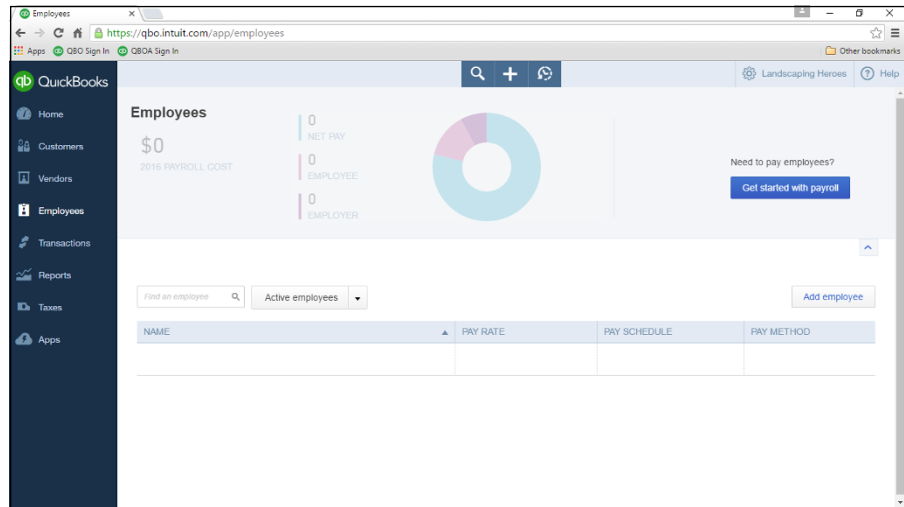 Employees
https://qbo.intuit.com/app/employees
Apps QBO Sign In QBOA Sign In Other bookmarks
qb QuickBooks
Landscaping Heroes ? Help
Home
Customers
Vendors
Employees
Transactions
Reports
Taxes
Apps
Employees
$0
2016 PAYROLL COST
0
NET PAY
0
EMPLOYEE
0
EMPLOYER
Need to pay employees?
Get started with payroll
Find an employee
Active employees
Add employee
NAME PAY RATE PAY SCHEDULE PAY METHOD